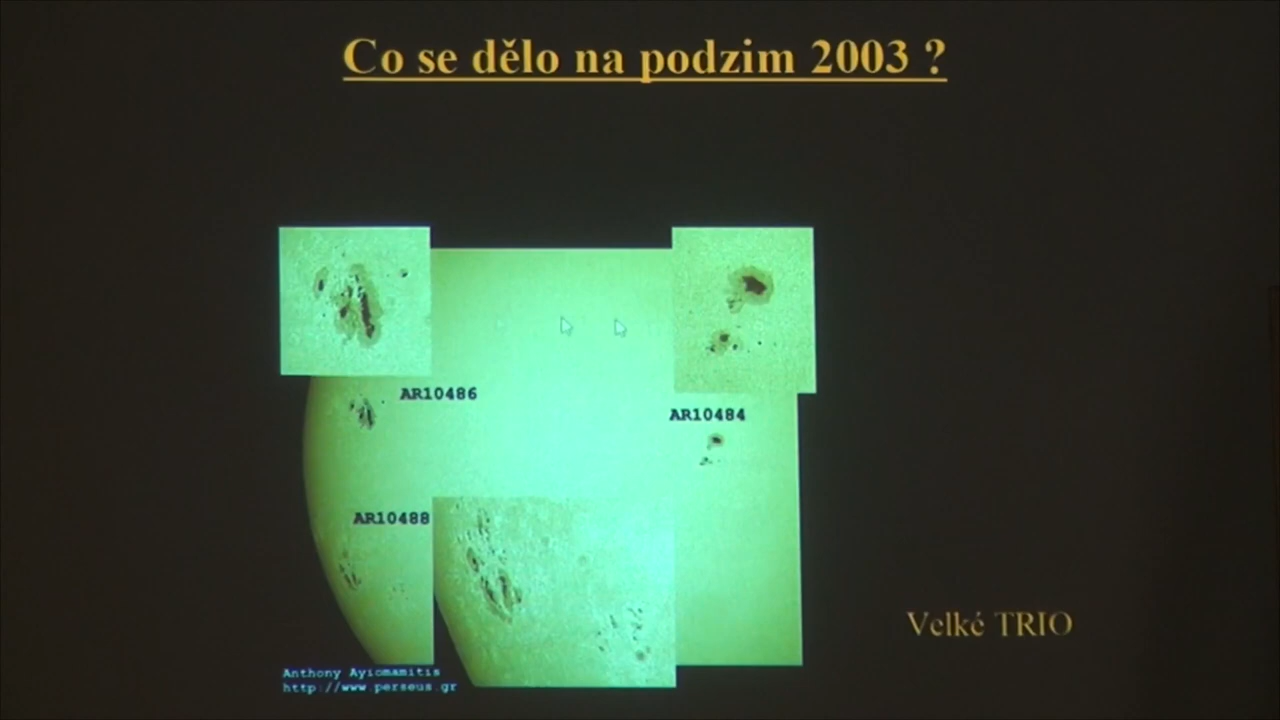 Co se dělo na podzim 2003 ?
AR10486
AR10484
AR10488
Velké TRIO
Anthony Ayiomamitis
http://www.perseus.gr